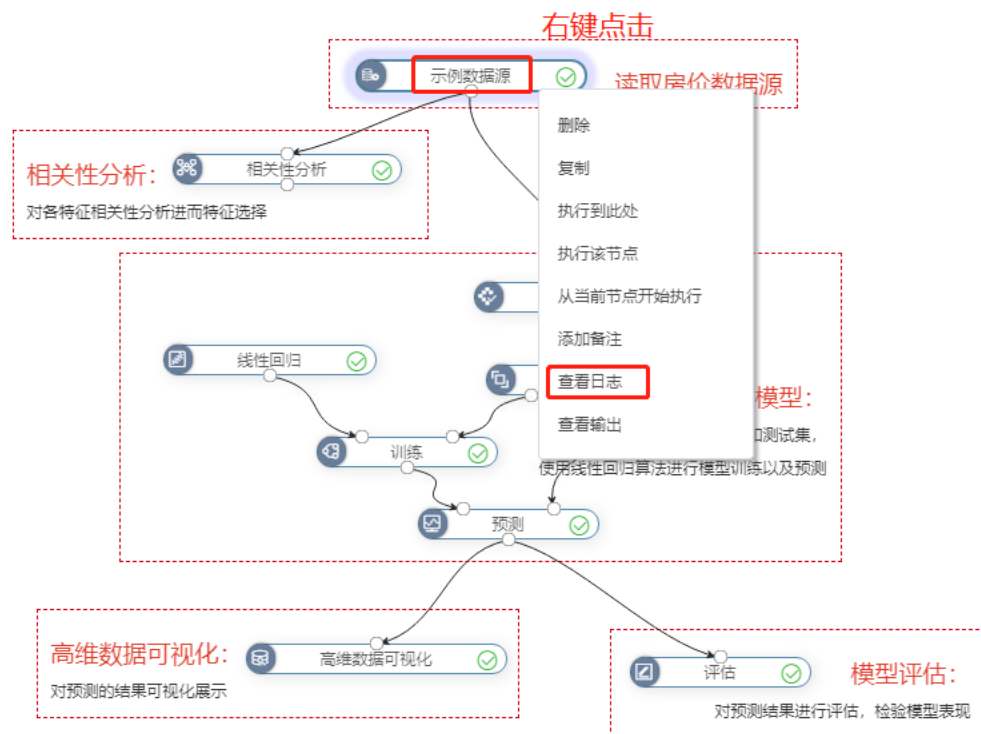 右键点击
示例数据源
读取房价数据源
删除
复制
执行到此处
执行该节点
从当前节点开始执行
添加备注
查看日志
查看输出
相关性分析：
相关性分析
对各特征相关性分析进而特征选择
线性回归
模型：
和测试集，
使用线性回归算法进行模型训练以及预测
训练
预测
高维数据可视化：
高维数据可视化
对预测的结果可视化展示
评估
模型评估：
对预测结果进行评估，检验模型表现